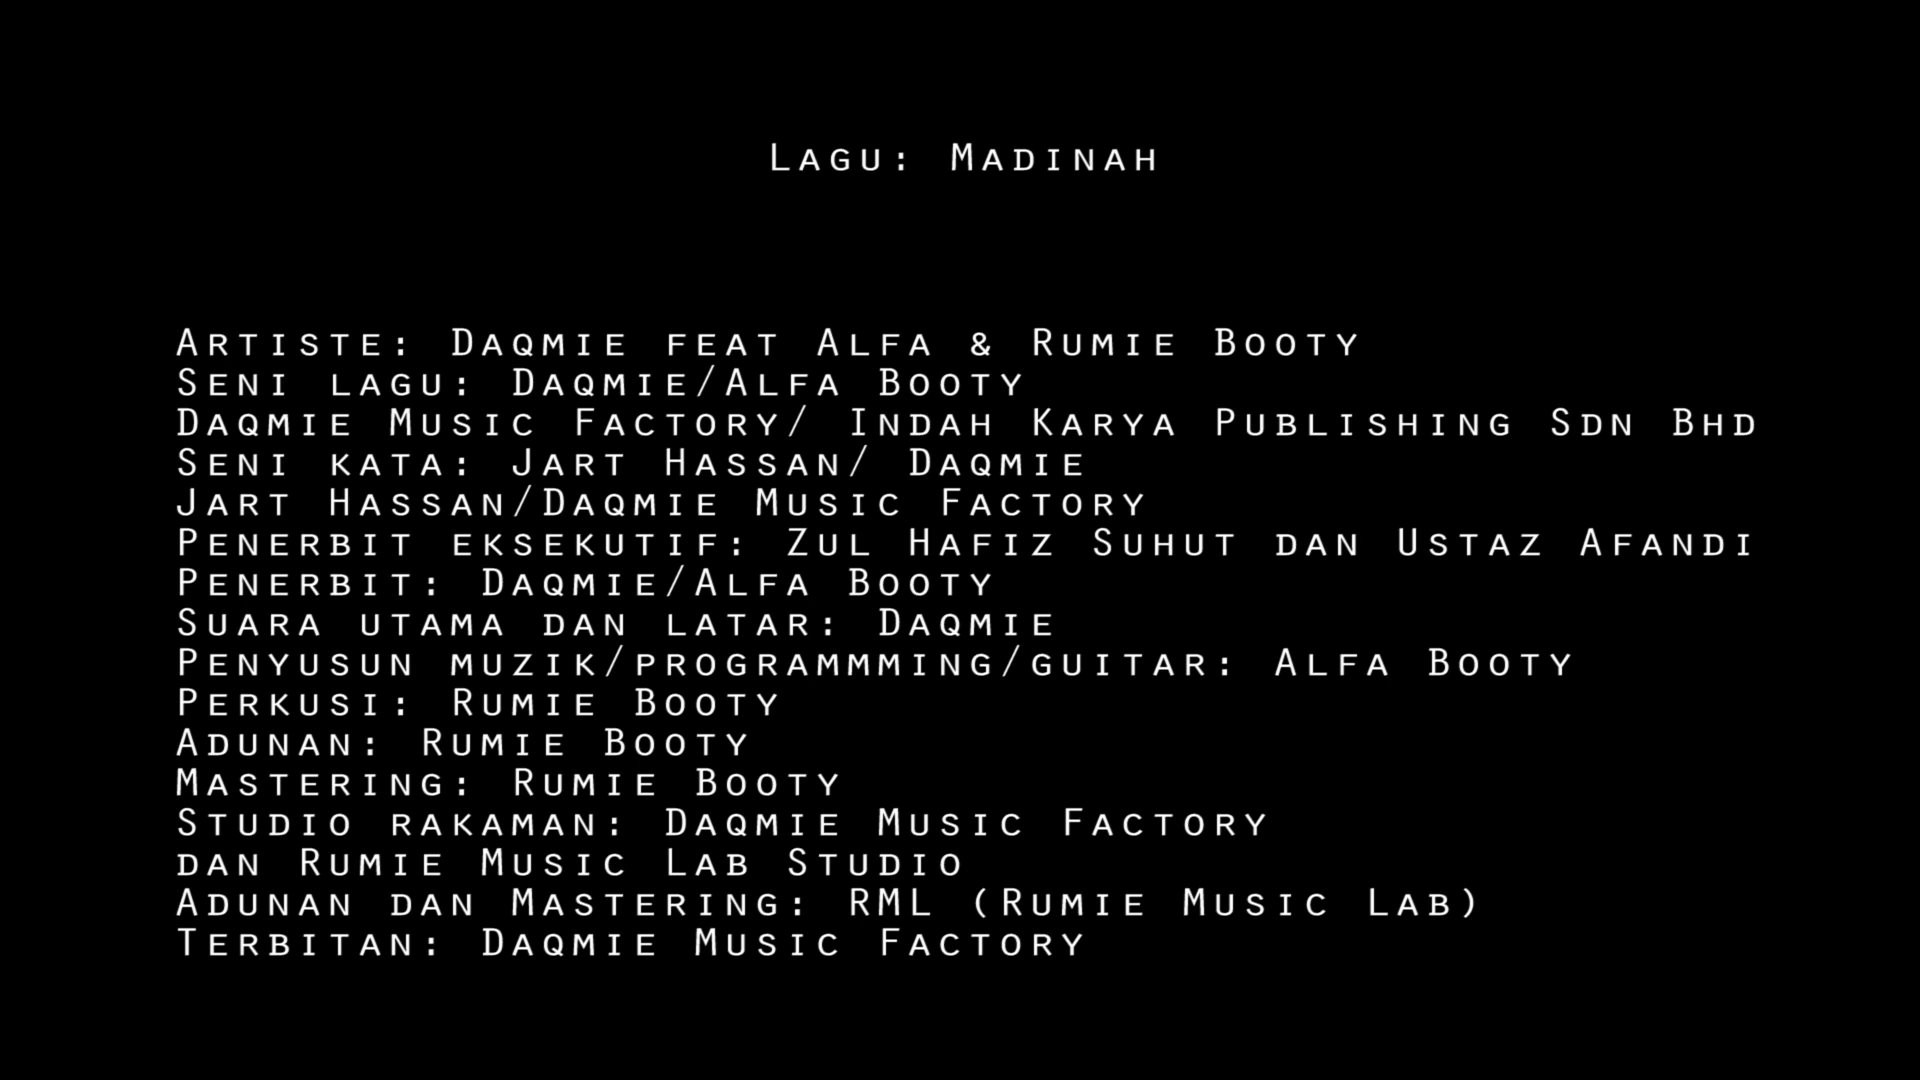 Lagu: Madinah
Artiste: Daqmie feat Alfa & Rumie Booty
Seni lagu: Daqmie/Alfa Booty
Daqmie Music Factory/ Indah Karya Publishing Sdn Bhd
Seni kata: Jart Hassan/ Daqmie
Jart Hassan/Daqmie Music Factory
Penerbit eksekutif: Zul Hafiz Suhut dan Ustaz Afandi
Penerbit: Daqmie/Alfa Booty
Suara utama dan latar: Daqmie
Penyusun muzik/programmming/guitar: Alfa Booty
Perkusi: Rumie Booty
Adunan: Rumie Booty
Mastering: Rumie Booty
Studio rakaman: Daqmie Music Factory
dan Rumie Music Lab Studio
Adunan dan Mastering: RML (Rumie Music Lab)
Terbitan: Daqmie Music Factory